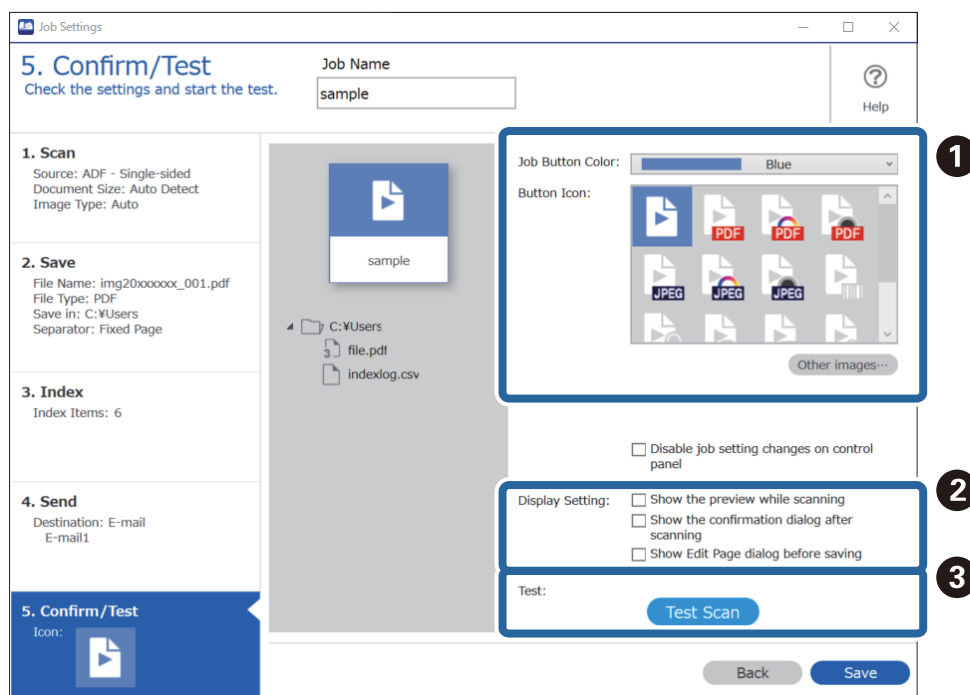 Job Settings
5. Confirm/Test
Check the settings and start the test.
Job Name
sample
Help
1. Scan
Source: ADF - Single-sided
Document Size: Auto Detect
Image Type: Auto
2. Save
File Name: img20xxxxxx_001.pdf
File Type: PDF
Save in: C:¥Users
Separator: Fixed Page
3. Index
Index Items: 6
4. Send
Destination: E-mail
E-mail1
5. Confirm/Test
Icon:
sample
C:¥Users
3 file.pdf
indexlog.csv
1
Job Button Color: Blue
Button Icon:
PDF PDF PDF
JPEG JPEG JPEG
Other images···
Disable job setting changes on control
panel
2
Display Setting: Show the preview while scanning
Show the confirmation dialog after
scanning
Show Edit Page dialog before saving
3
Test:
Test Scan
Back Save